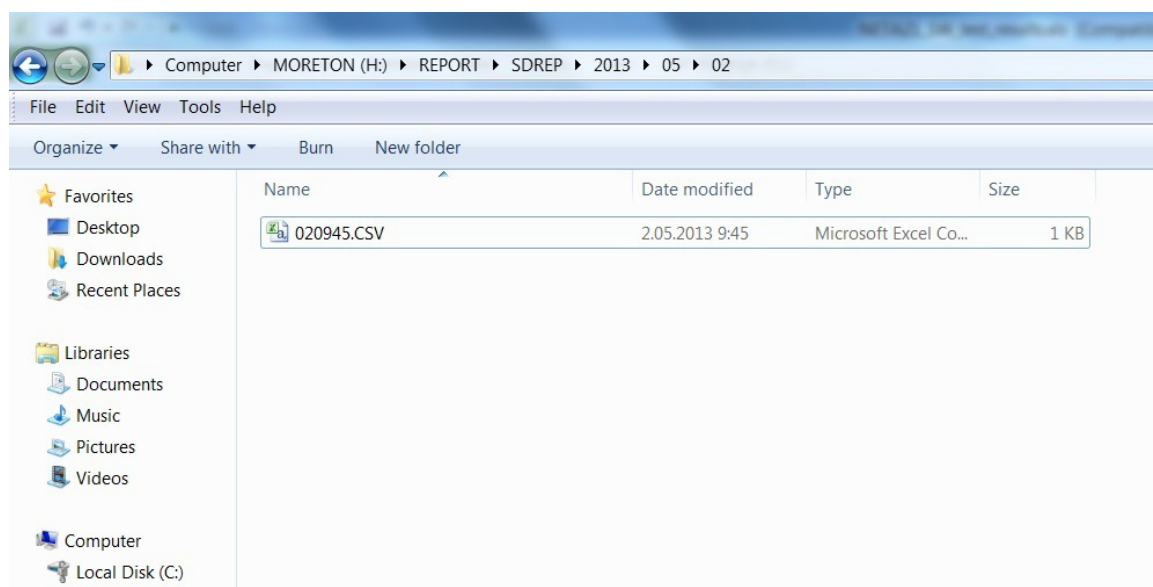 Computer MORETON (H:) REPORT SDREP 2013 05 02
File Edit View Tools Help
Organize Share with Burn New folder
Name Date modified Type Size
020945.CSV 2.05.2013 9:45 Microsoft Excel Co... 1 KB
Favorites
Desktop
Downloads
Recent Places
Libraries
Documents
Music
Pictures
Videos
Computer
Local Disk (C:)